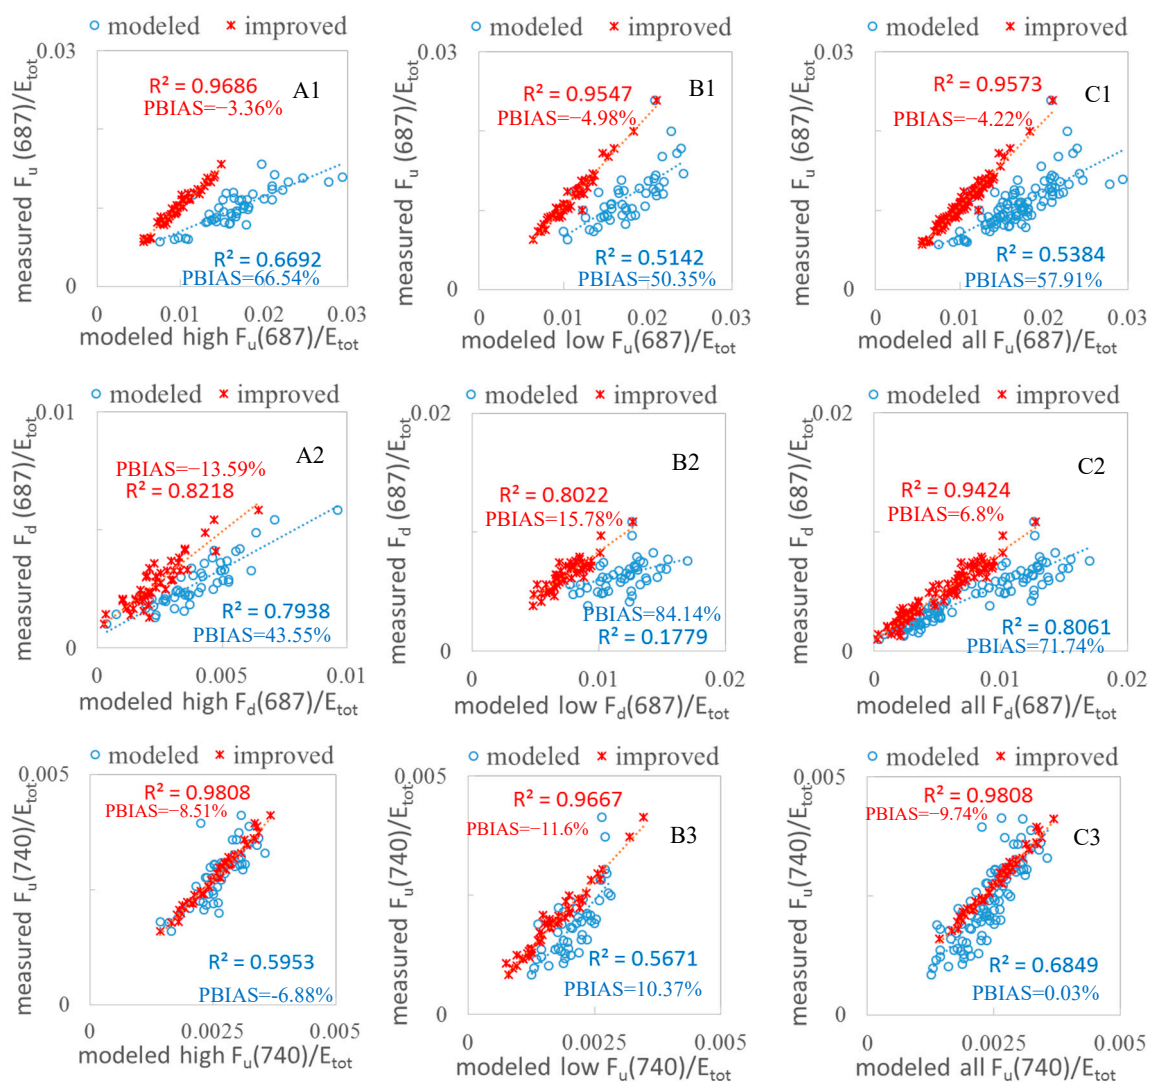 modeled improved
0.03
R² = 0.9686
PBIAS=−3.36%
A1
measured Fᵤ (687)/Eₜₒₜ
R² = 0.6692
PBIAS=66.54%
0
0 0.01 0.02 0.03
modeled high Fᵤ(687)/Eₜₒₜ
modeled improved
0.03
R² = 0.9547
PBIAS=−4.98%
B1
measured Fᵤ (687)/Eₜₒₜ
R² = 0.5142
PBIAS=50.35%
0
0 0.01 0.02 0.03
modeled low Fᵤ(687)/Eₜₒₜ
modeled improved
0.03
R² = 0.9573
PBIAS=−4.22%
C1
measured Fᵤ (687)/Eₜₒₜ
R² = 0.5384
PBIAS=57.91%
0
0 0.01 0.02 0.03
modeled all Fᵤ(687)/Eₜₒₜ
modeled improved
0.01
PBIAS=−13.59%
R² = 0.8218
A2
measured F_d (687)/Eₜₒₜ
R² = 0.7938
PBIAS=43.55%
0
0 0.005 0.01
modeled high F_d(687)/Eₜₒₜ
modeled improved
0.02
R² = 0.8022
PBIAS=15.78%
B2
measured F_d (687)/Eₜₒₜ
PBIAS=84.14%
R² = 0.1779
0
0 0.01 0.02
modeled low F_d(687)/Eₜₒₜ
modeled improved
0.02
R² = 0.9424
PBIAS=6.8%
C2
measured F_d (687)/Eₜₒₜ
R² = 0.8061
PBIAS=71.74%
0
0 0.01 0.02
modeled all F_d(687)/Eₜₒₜ
modeled improved
0.005
R² = 0.9808
PBIAS=−8.51%
measured Fᵤ(740)/Eₜₒₜ
R² = 0.5953
PBIAS=-6.88%
0
0 0.0025 0.005
modeled high Fᵤ(740)/Eₜₒₜ
modeled improved
0.005
R² = 0.9667
PBIAS=−11.6%
B3
measured Fᵤ(740)/Eₜₒₜ
R² = 0.5671
PBIAS=10.37%
0
0 0.0025 0.005
modeled low Fᵤ(740)/Eₜₒₜ
modeled improved
0.005
R² = 0.9808
PBIAS=−9.74%
C3
measured Fᵤ(740)/Eₜₒₜ
R² = 0.6849
PBIAS=0.03%
0
0 0.0025 0.005
modeled all Fᵤ(740)/Eₜₒₜ